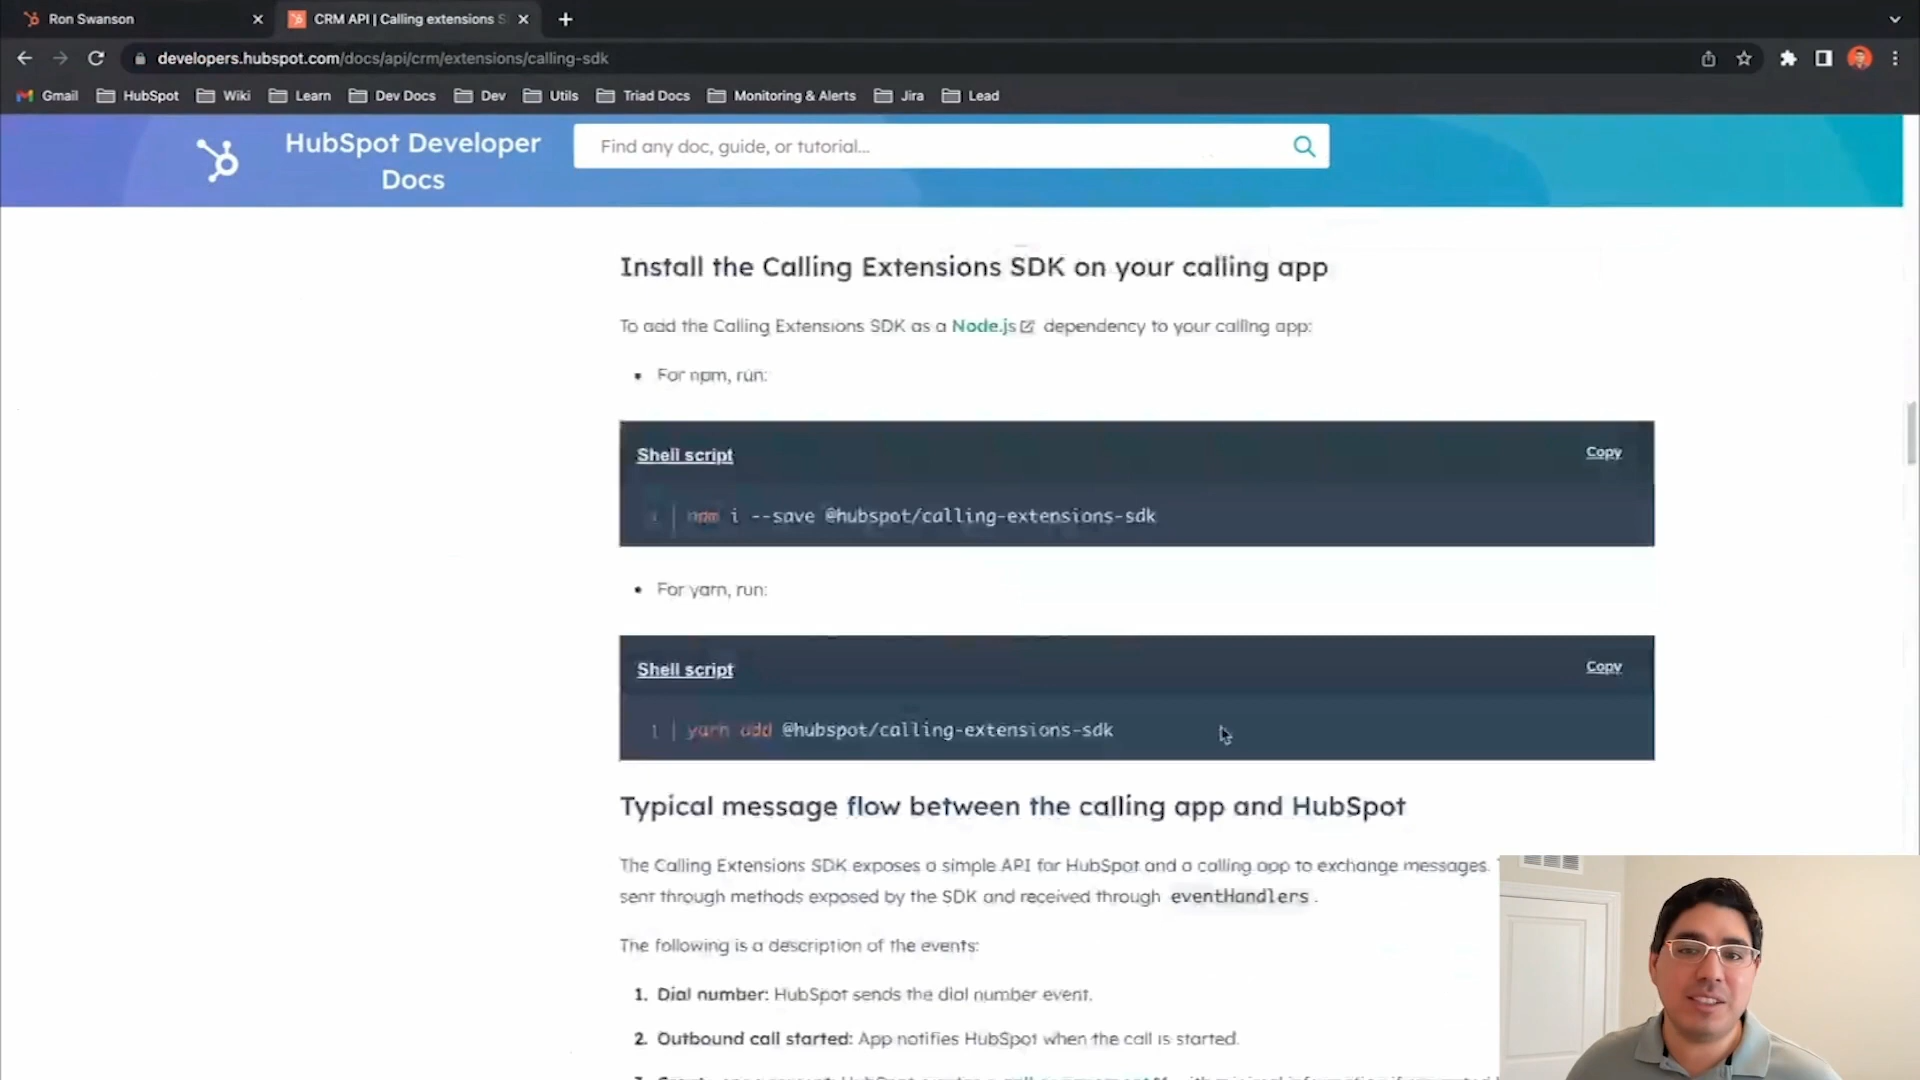 Ron Swanson
CRM API | Calling extensions S
developers.hubspot.com/docs/api/crm/extensions/calling-sdk
Gmail HubSpot Wiki Learn Dev Docs Dev Utils Triad Docs Monitoring & Alerts Jira Lead
HubSpot Developer
Docs
Find any doc, guide, or tutorial...
Install the Calling Extensions SDK on your calling app
To add the Calling Extensions SDK as a Node.js dependency to your calling app:
• For npm, run:
Shell script Copy
npm i --save @hubspot/calling-extensions-sdk
• For yarn, run:
Shell script Copy
1 | yarn add @hubspot/calling-extensions-sdk
Typical message flow between the calling app and HubSpot
The Calling Extensions SDK exposes a simple API for HubSpot and a calling app to exchange messages.
sent through methods exposed by the SDK and received through eventHandlers.
The following is a description of the events:
1. Dial number: HubSpot sends the dial number event.
2. Outbound call started: App notifies HubSpot when the call is started.